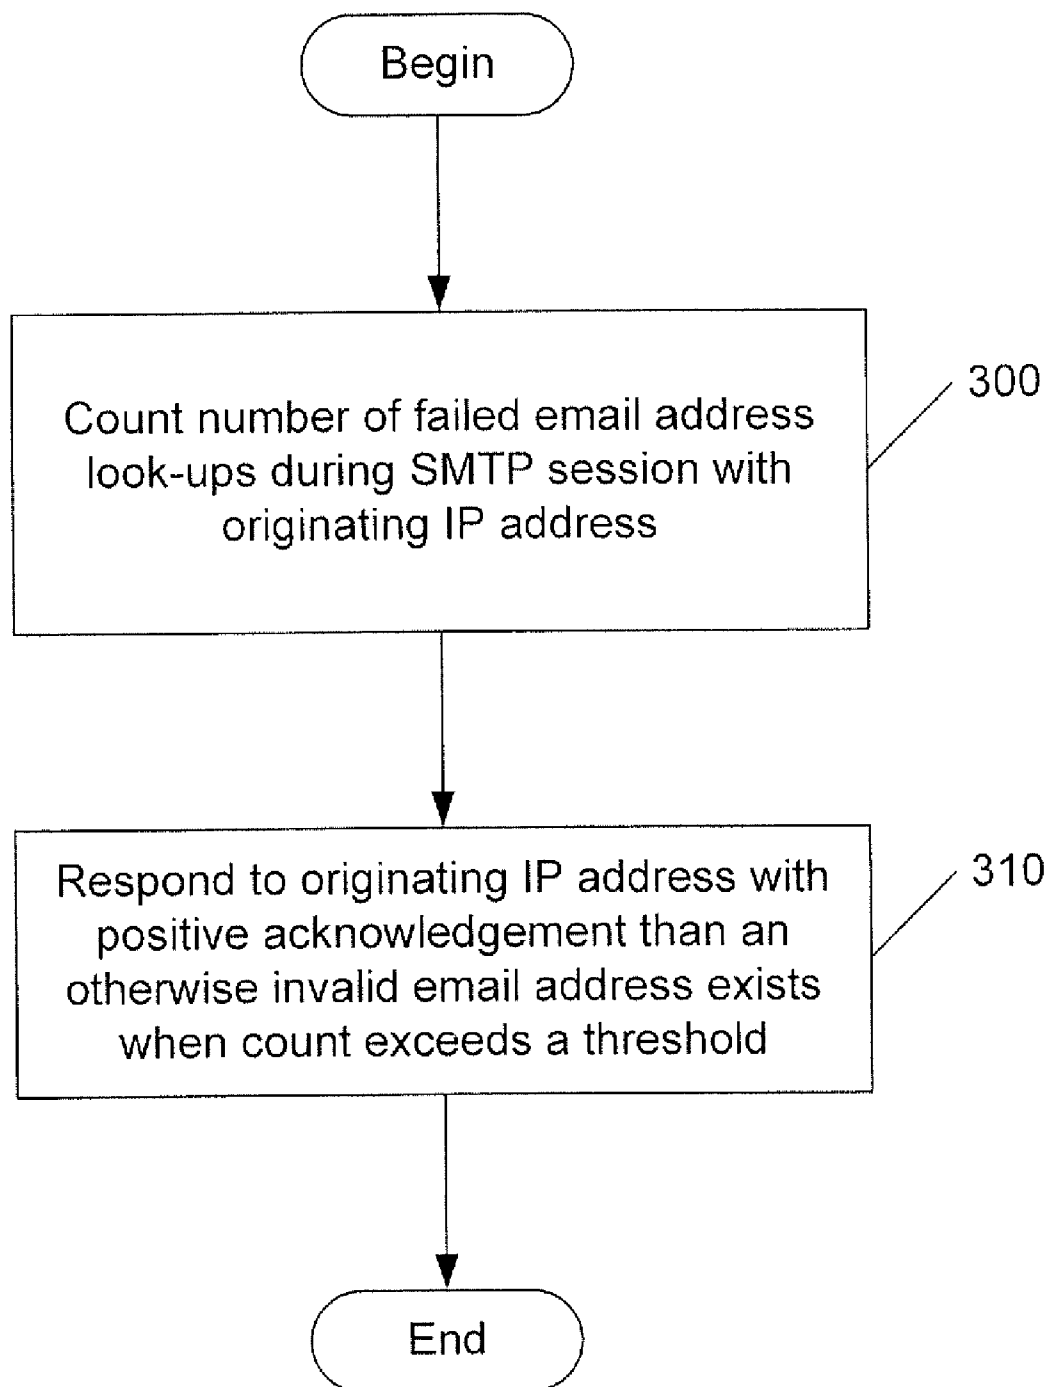 Begin
Count number of failed email address
look-ups during SMTP session with
originating IP address
300
Respond to originating IP address with
positive acknowledgement than an
otherwise invalid email address exists
when count exceeds a threshold
310
End